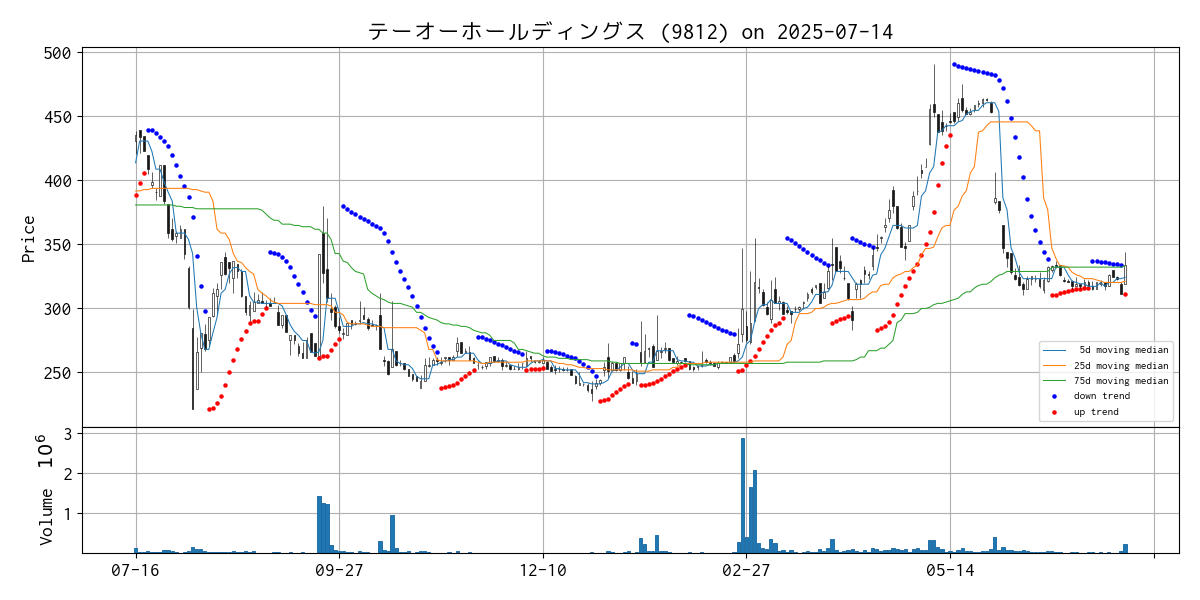 テーオーホールディングス (9812) on 2025-07-14
500
450
400
350
300
250
Price
5d moving median
25d moving median
75d moving median
down trend
up trend
3
2
1
Volume 10^6
07-16
09-27
12-10
02-27
05-14